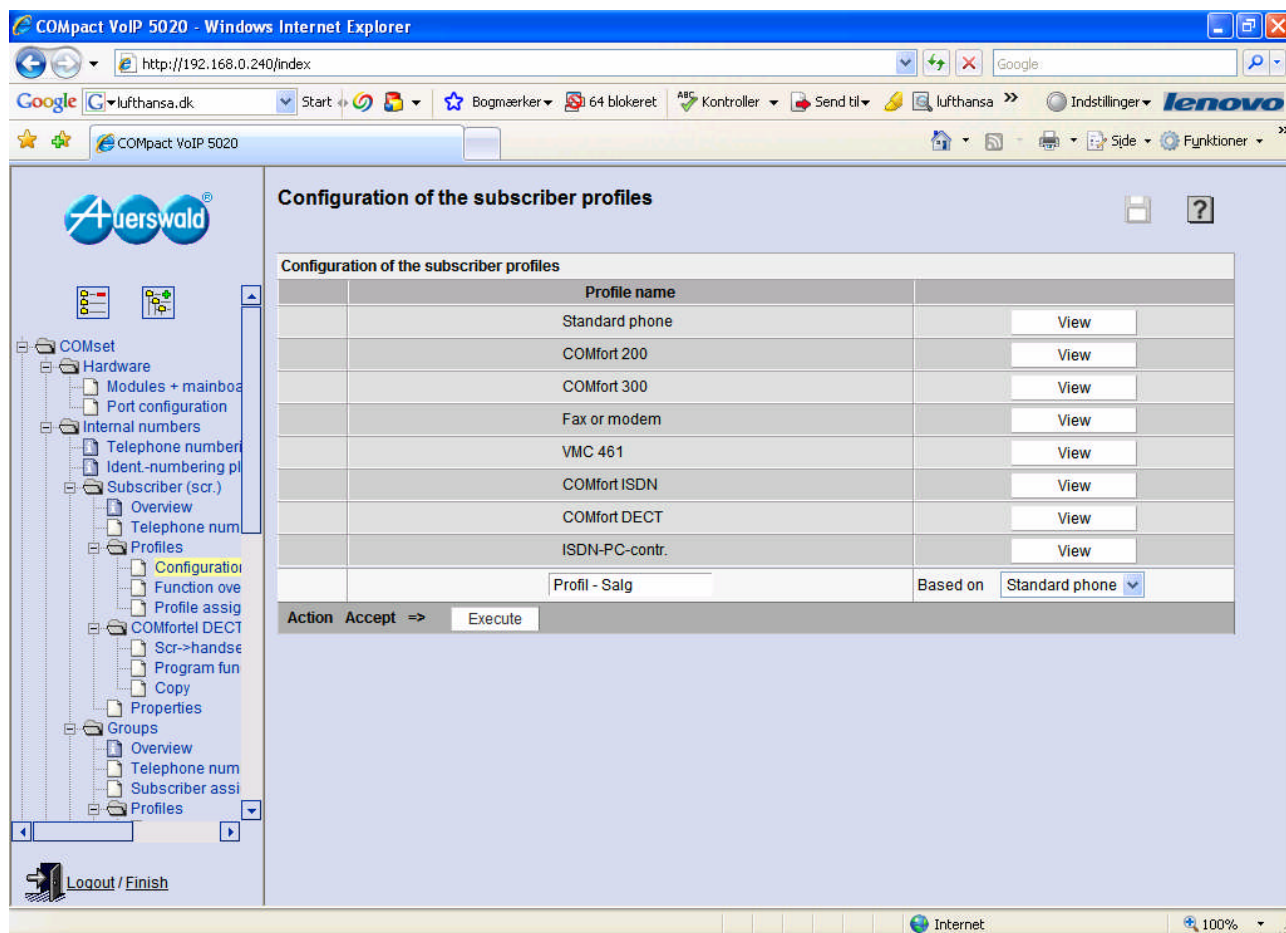 COMpact VoIP 5020 - Windows Internet Explorer
http://192.168.0.240/index
Google
Google G lufthansa.dk Start Bogmærker 64 blokeret ABC Kontroller Send til lufthansa » Indstillinger lenovo
COMpact VoIP 5020 Side Funktioner »
Auerswald®
Configuration of the subscriber profiles
?
Configuration of the subscriber profiles
Profile name
Standard phone View
COMfort 200 View
COMfort 300 View
Fax or modem View
VMC 461 View
COMfort ISDN View
COMfort DECT View
ISDN-PC-contr. View
Profil - Salg Based on Standard phone
Action Accept => Execute
COMset
Hardware
Modules + mainboa
Port configuration
Internal numbers
Telephone numberi
Ident.-numbering pl
Subscriber (scr.)
Overview
Telephone num
Profiles
Configuration
Function ove
Profile assig
COMfortel DECT
Scr->handse
Program fun
Copy
Properties
Groups
Overview
Telephone num
Subscriber assi
Profiles
Logout / Finish
Internet 100%